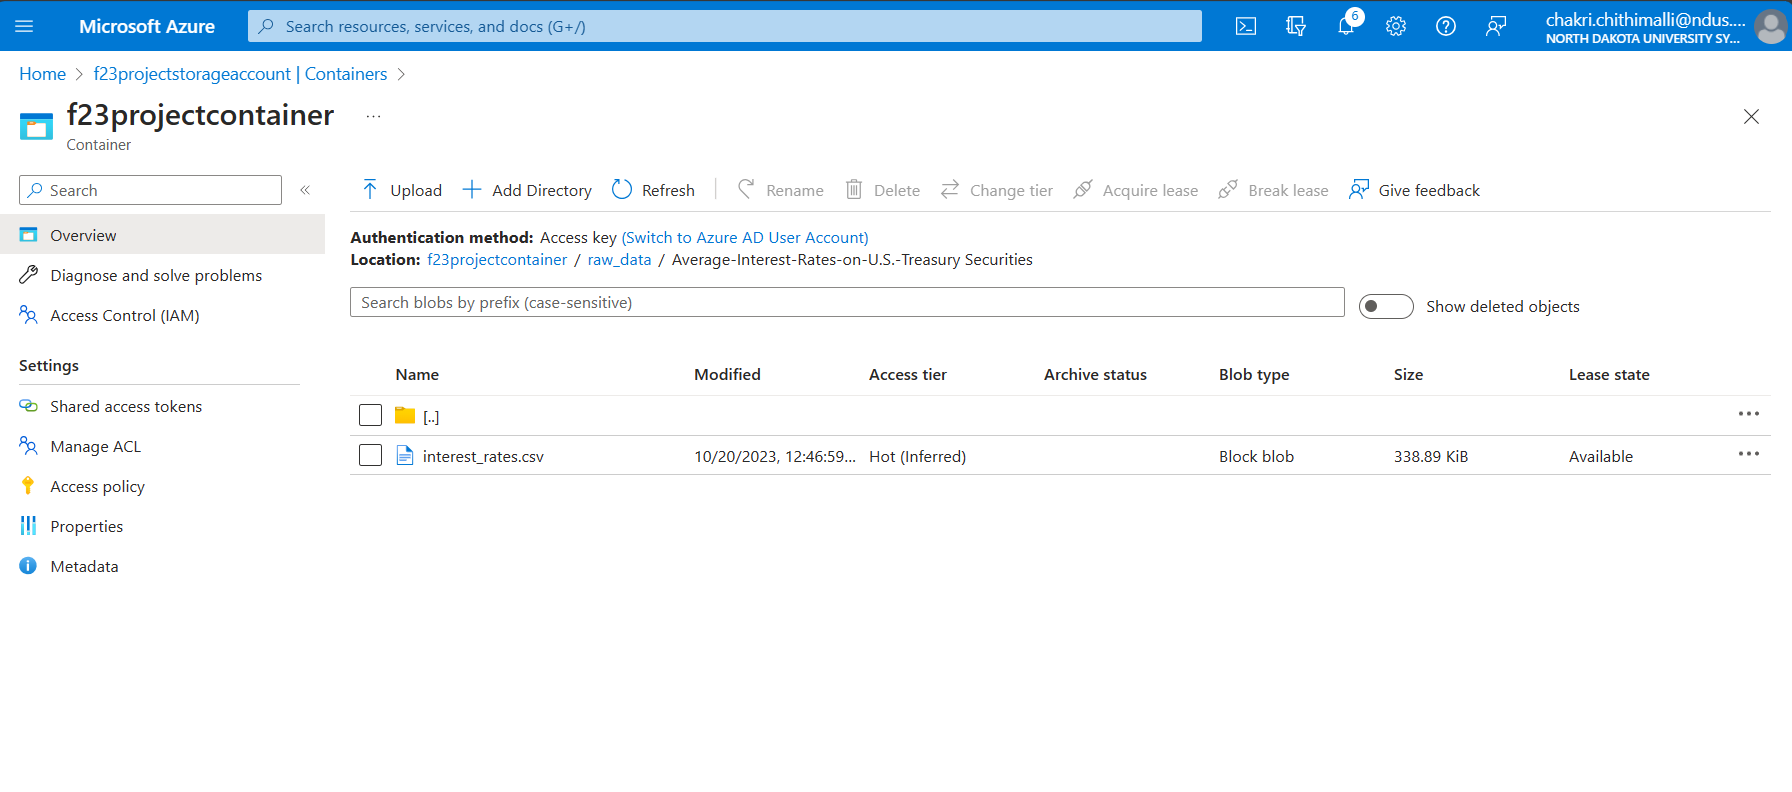 Microsoft Azure
Search resources, services, and docs (G+/)
6
chakri.chithimalli@ndus....
NORTH DAKOTA UNIVERSITY SY...
Home > f23projectstorageaccount | Containers >
f23projectcontainer ...
Container
Search
«
Upload
Add Directory
Refresh
Rename
Delete
Change tier
Acquire lease
Break lease
Give feedback
Overview
Diagnose and solve problems
Access Control (IAM)
Settings
Shared access tokens
Manage ACL
Access policy
Properties
Metadata
Authentication method: Access key (Switch to Azure AD User Account)
Location: f23projectcontainer / raw_data / Average-Interest-Rates-on-U.S.-Treasury Securities
Search blobs by prefix (case-sensitive)
Show deleted objects
Name Modified Access tier Archive status Blob type Size Lease state
[..]
interest_rates.csv 10/20/2023, 12:46:59... Hot (Inferred) Block blob 338.89 KiB Available